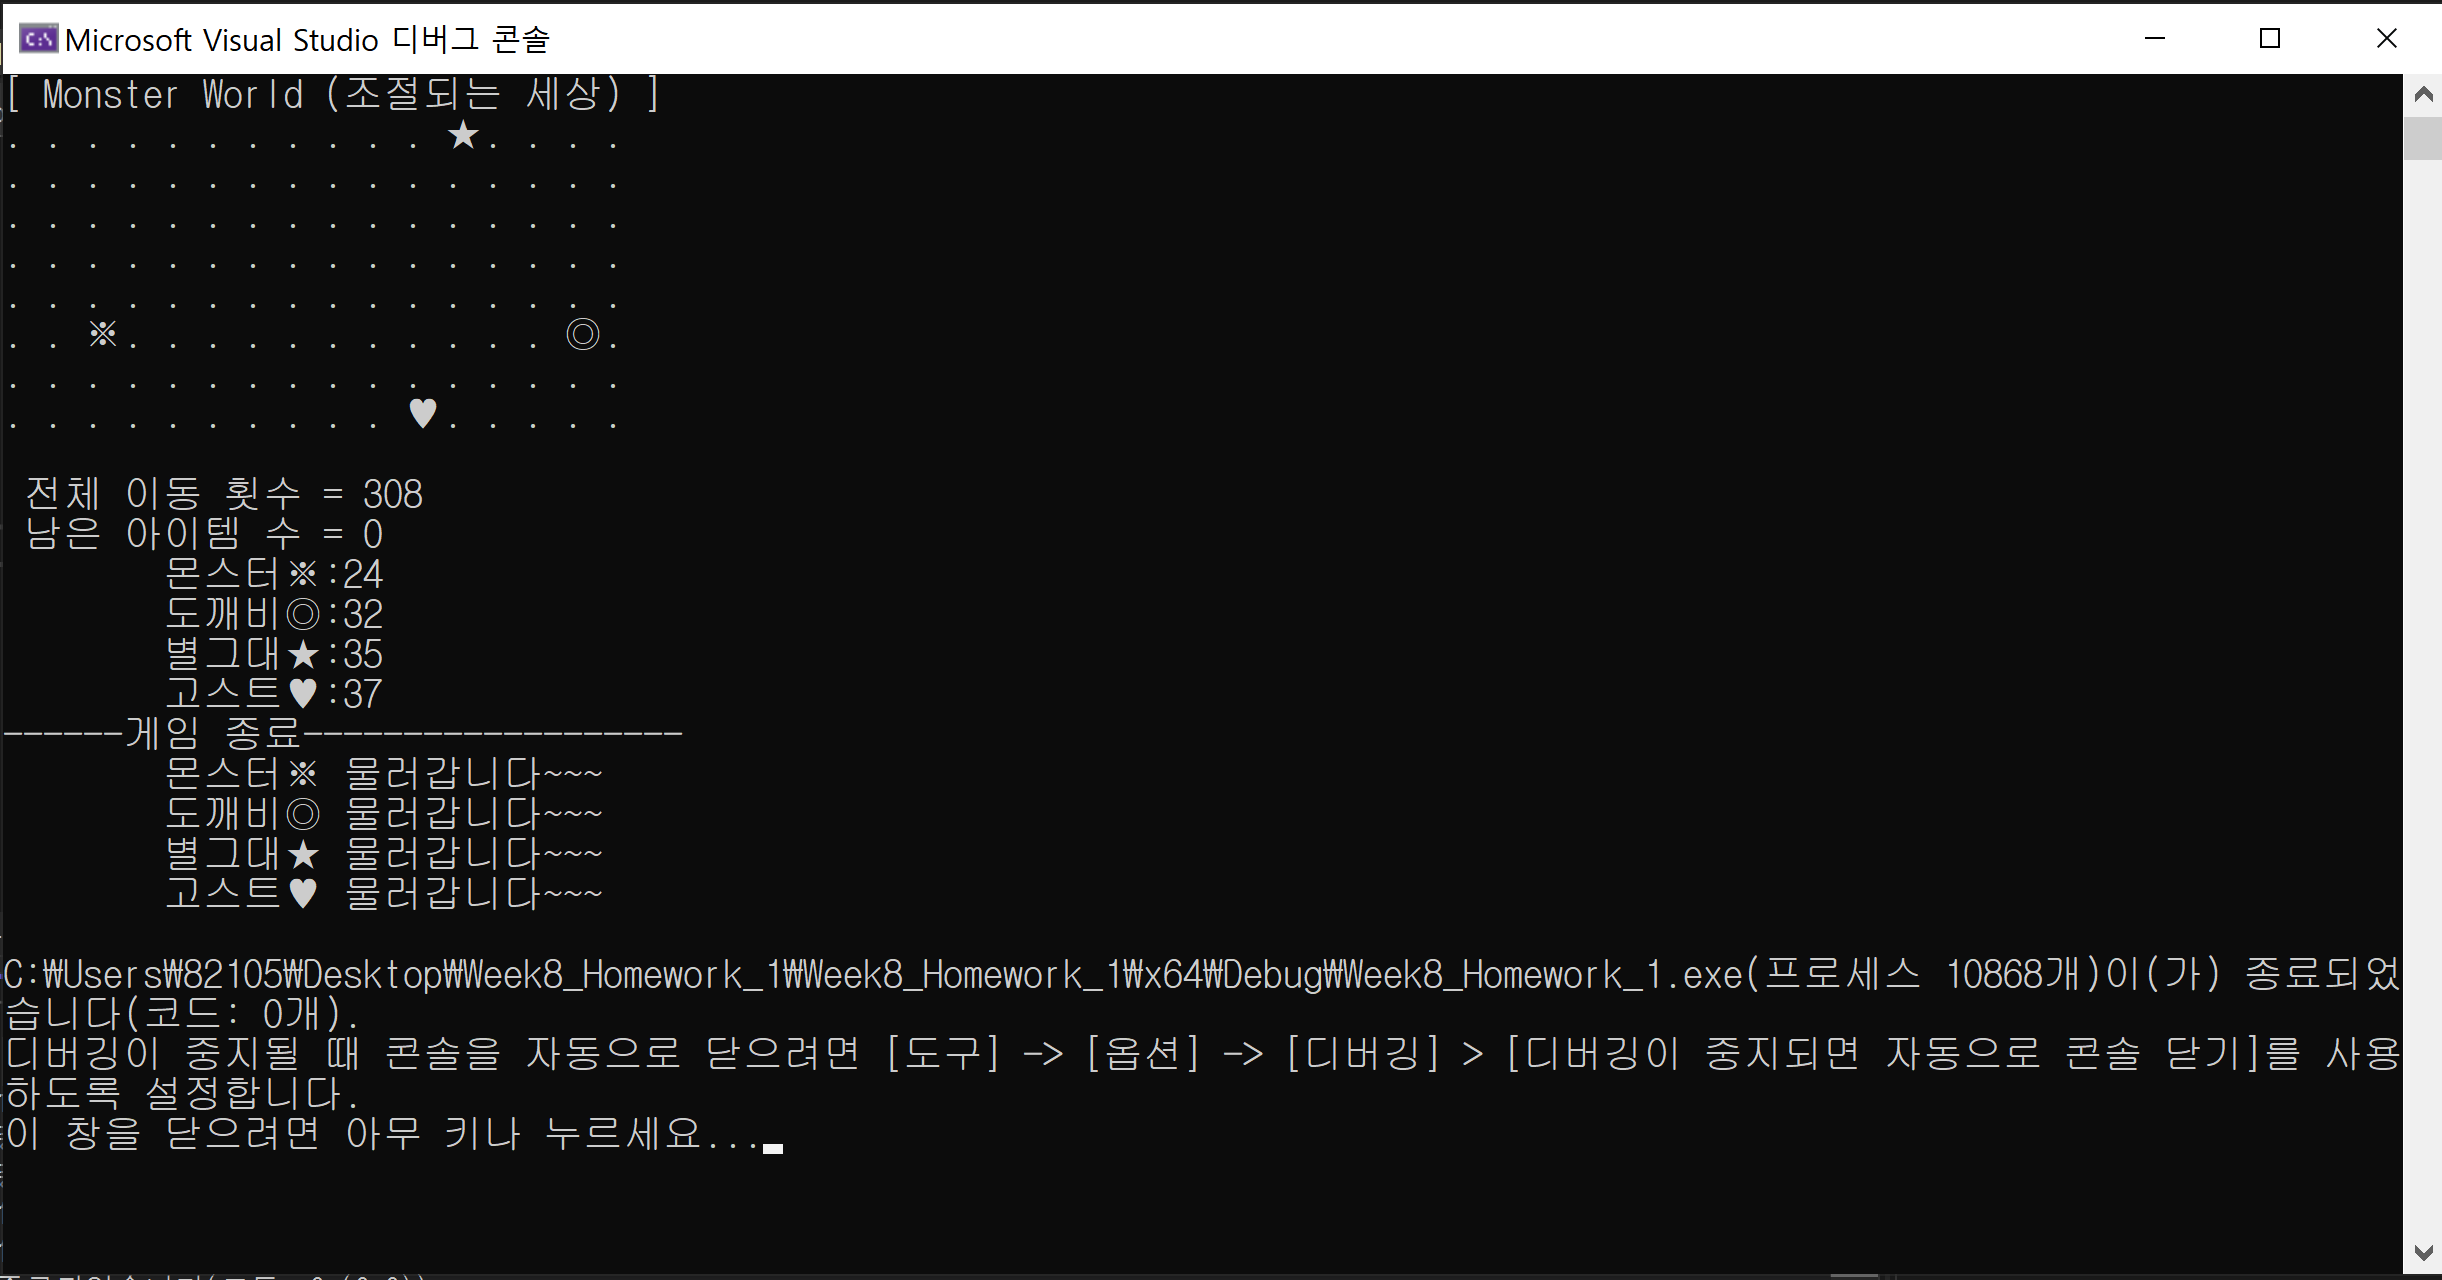 Microsoft Visual Studio 디버그 콘솔
[ Monster World (조절되는 세상) ]
. . . . . . . . . . . ★. . . .
. . . . . . . . . . . . . . . .
. . . . . . . . . . . . . . . .
. . . . . . . . . . . . . . . .
. . . . . . . . . . . . . . . .
. . ※. . . . . . . . . . . ◎.
. . . . . . . . . . . . . . . .
. . . . . . . . . . ♥. . . . .
전체 이동 횟수 = 308
남은 아이템 수 = 0
몬스터※:24
도깨비◎:32
별그대★:35
고스트♥:37
------게임 종료-------------------
몬스터※ 물러갑니다~~~
도깨비◎ 물러갑니다~~~
별그대★ 물러갑니다~~~
고스트♥ 물러갑니다~~~
C:₩Users₩82105₩Desktop₩Week8_Homework_1₩Week8_Homework_1₩x64₩Debug₩Week8_Homework_1.exe(프로세스 10868개)이(가) 종료되었
습니다(코드: 0개).
디버깅이 중지될 때 콘솔을 자동으로 닫으려면 [도구] -> [옵션] -> [디버깅] > [디버깅이 중지되면 자동으로 콘솔 닫기]를 사용
하도록 설정합니다.
이 창을 닫으려면 아무 키나 누르세요...